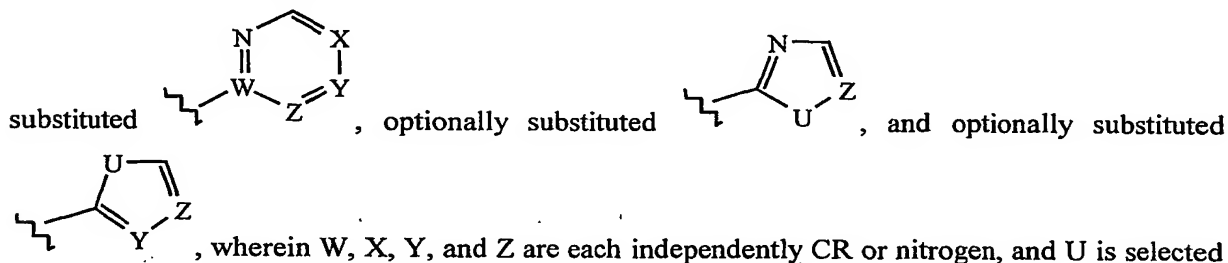 substituted N X W Y Z , optionally substituted N Z U , and optionally substituted
U Z Y , wherein W, X, Y, and Z are each independently CR or nitrogen, and U is selected